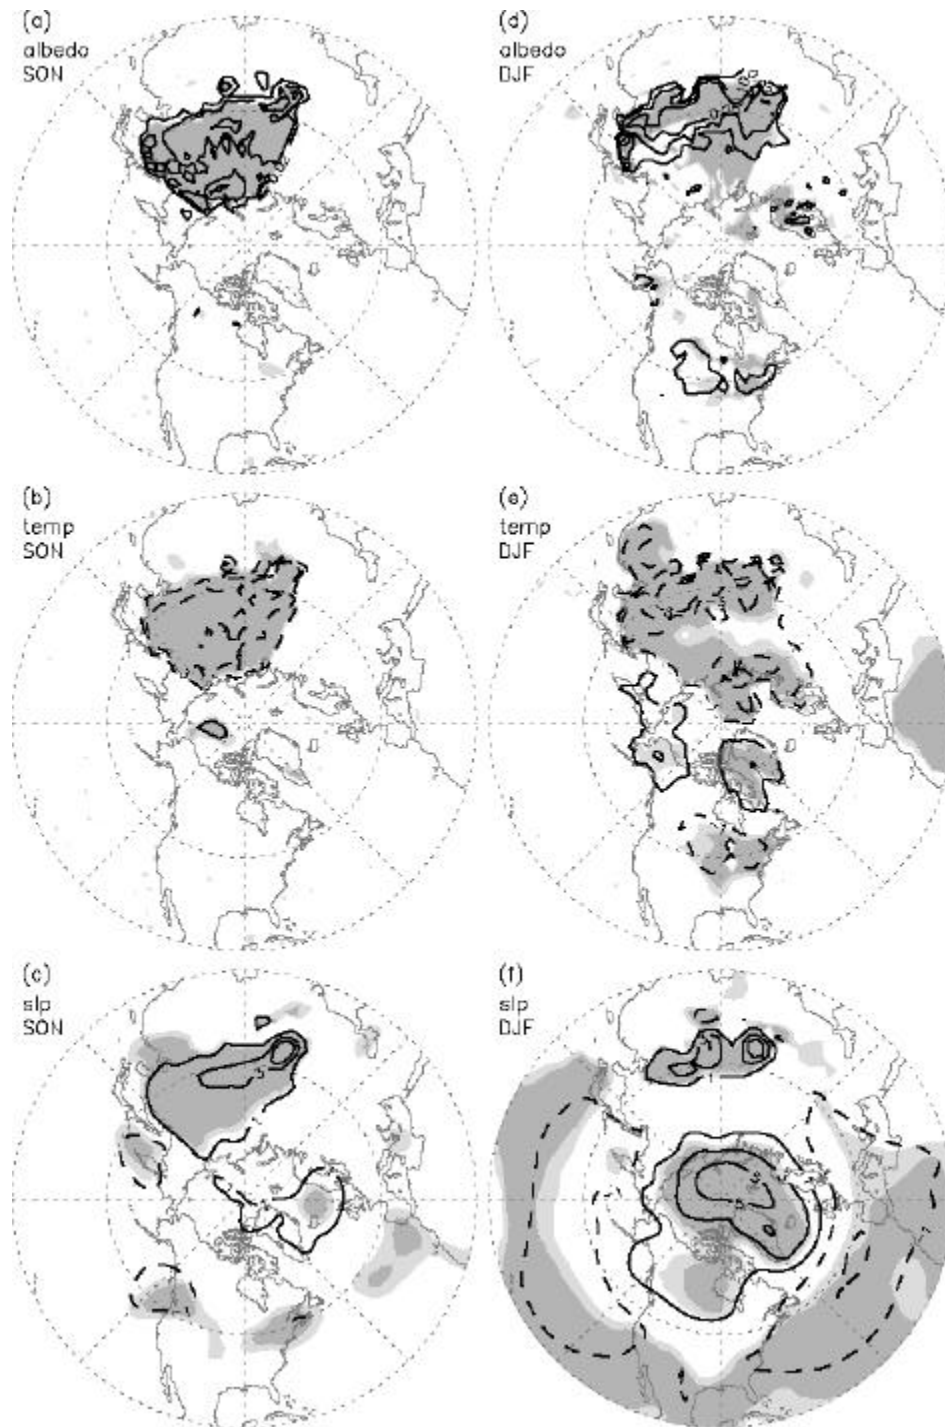 (a)
albedo
SON
(d)
albedo
DJF
(b)
temp
SON
(e)
temp
DJF
(c)
slp
SON
(f)
slp
DJF